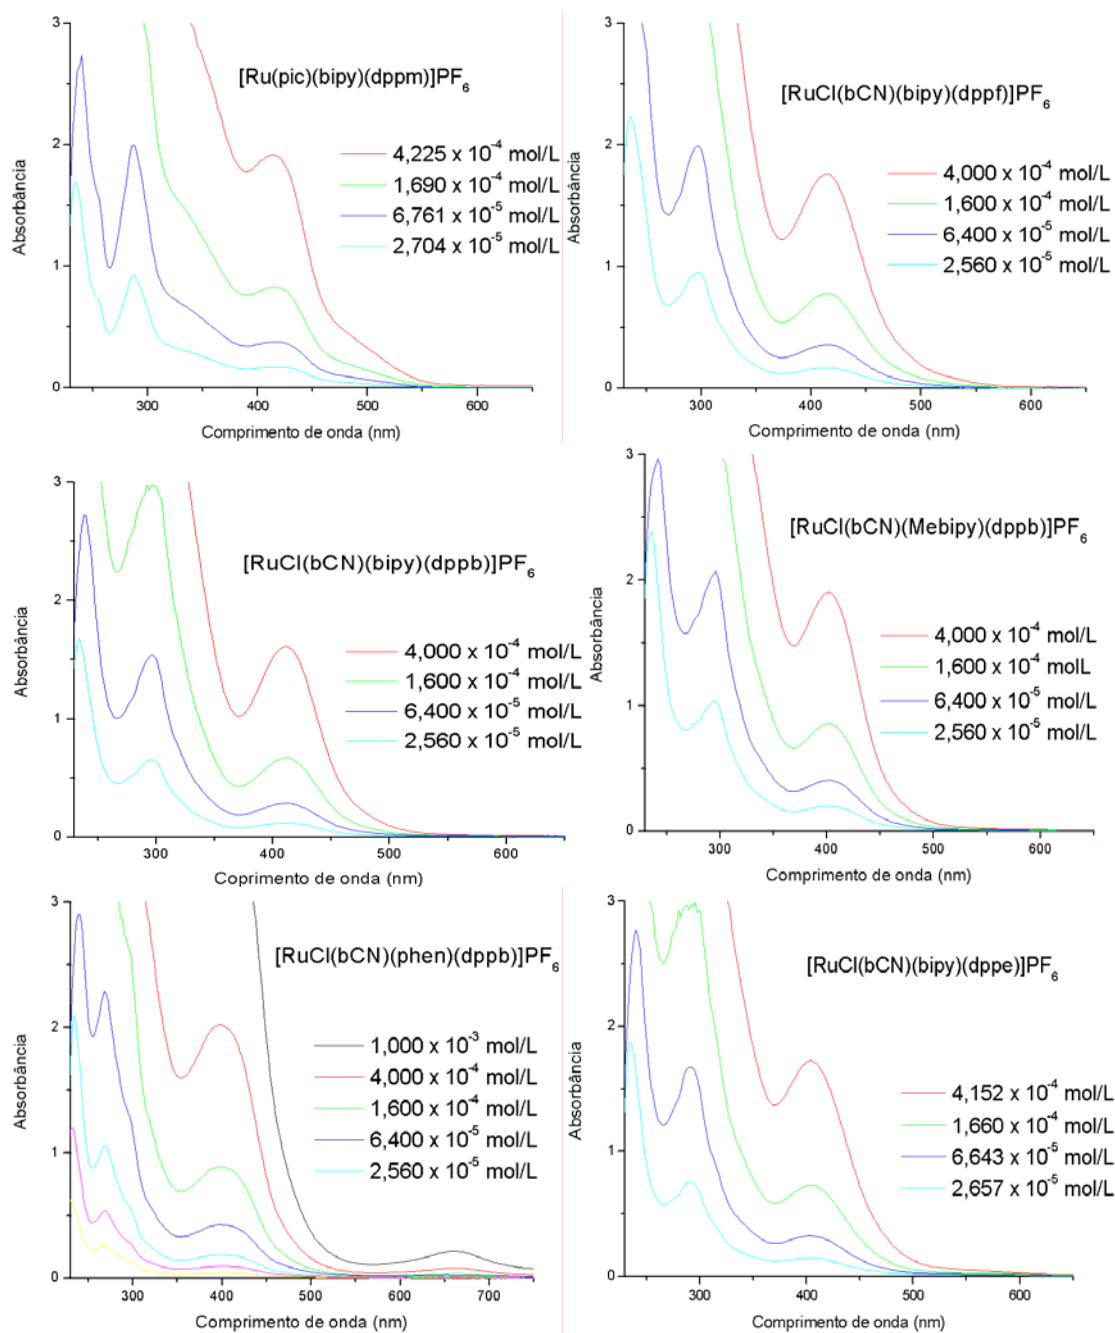 [Ru(pic)(bipy)(dppm)]PF6
4,225 x 10-4 mol/L
1,690 x 10-4 mol/L
6,761 x 10-5 mol/L
2,704 x 10-5 mol/L
Absorbância
3
2
1
0
300 400 500 600
Comprimento de onda (nm)
[RuCl(bCN)(bipy)(dppf)]PF6
4,000 x 10-4 mol/L
1,600 x 10-4 mol/L
6,400 x 10-5 mol/L
2,560 x 10-5 mol/L
Absorbância
3
2
1
0
300 400 500 600
Comprimento de onda (nm)
[RuCl(bCN)(bipy)(dppb)]PF6
4,000 x 10-4 mol/L
1,600 x 10-4 mol/L
6,400 x 10-5 mol/L
2,560 x 10-5 mol/L
Absorbância
3
2
1
0
300 400 500 600
Coprimento de onda (nm)
[RuCl(bCN)(Mebipy)(dppb)]PF6
4,000 x 10-4 mol/L
1,600 x 10-4 molL
6,400 x 10-5 mol/L
2,560 x 10-5 mol/L
Absorbância
3
2
1
0
300 400 500 600
Comprimento de onda (nm)
[RuCl(bCN)(phen)(dppb)]PF6
1,000 x 10-3 mol/L
4,000 x 10-4 mol/L
1,600 x 10-4 mol/L
6,400 x 10-5 mol/L
2,560 x 10-5 mol/L
Absorbância
3
2
1
0
300 400 500 600 700
Comprimento de onda (nm)
[RuCl(bCN)(bipy)(dppe)]PF6
4,152 x 10-4 mol/L
1,660 x 10-4 mol/L
6,643 x 10-5 mol/L
2,657 x 10-5 mol/L
Absorbância
3
2
1
0
300 400 500 600
Comprimento de onda (nm)